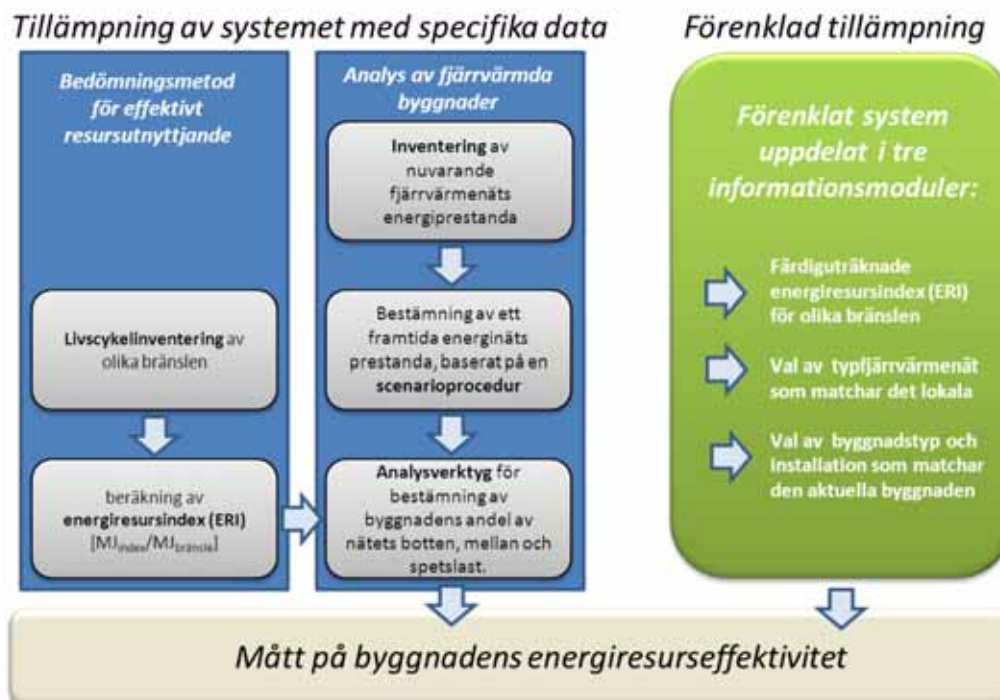 Tillämpning av systemet med specifika data
Bedömningsmetod
för effektivt
resursutnyttjande
Livscykelinventering av
olika bränslen
beräkning av
energiresursindex (ERI)
[MJindex/MJbränsle]
Analys av fjärrvärmda
byggnader
Inventering av
nuvarande
fjärrvärmenäts
energiprestanda
Bestämning av ett
framtida energinäts
prestanda, baserat på en
scenarioprocedur
Analysverktyg för
bestämning av
byggnadens andel av
nätets botten, mellan och
spetslast.
Förenklad tillämpning
Förenklat system
uppdelat i tre
informationsmoduler:
Färdiguträknade
energiresursindex (ERI)
för olika bränslen
Val av typfjärrvärmenät
som matchar det lokala
Val av byggnadstyp och
installation som matchar
den aktuella byggnaden
Mått på byggnadens energiresurseffektivitet